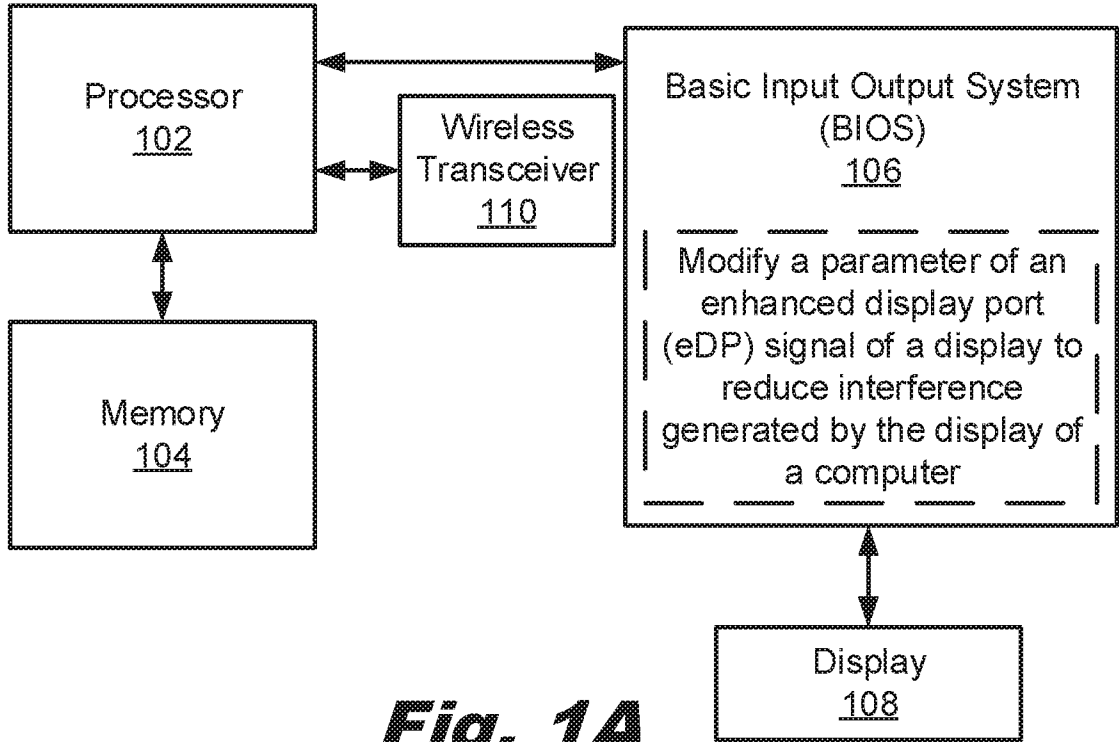 Processor
102
Wireless
Transceiver
110
Memory
104
Basic Input Output System
(BIOS)
106
Modify a parameter of an
enhanced display port
(eDP) signal of a display to
reduce interference
generated by the display of
a computer
Display
108
Fig. 1A